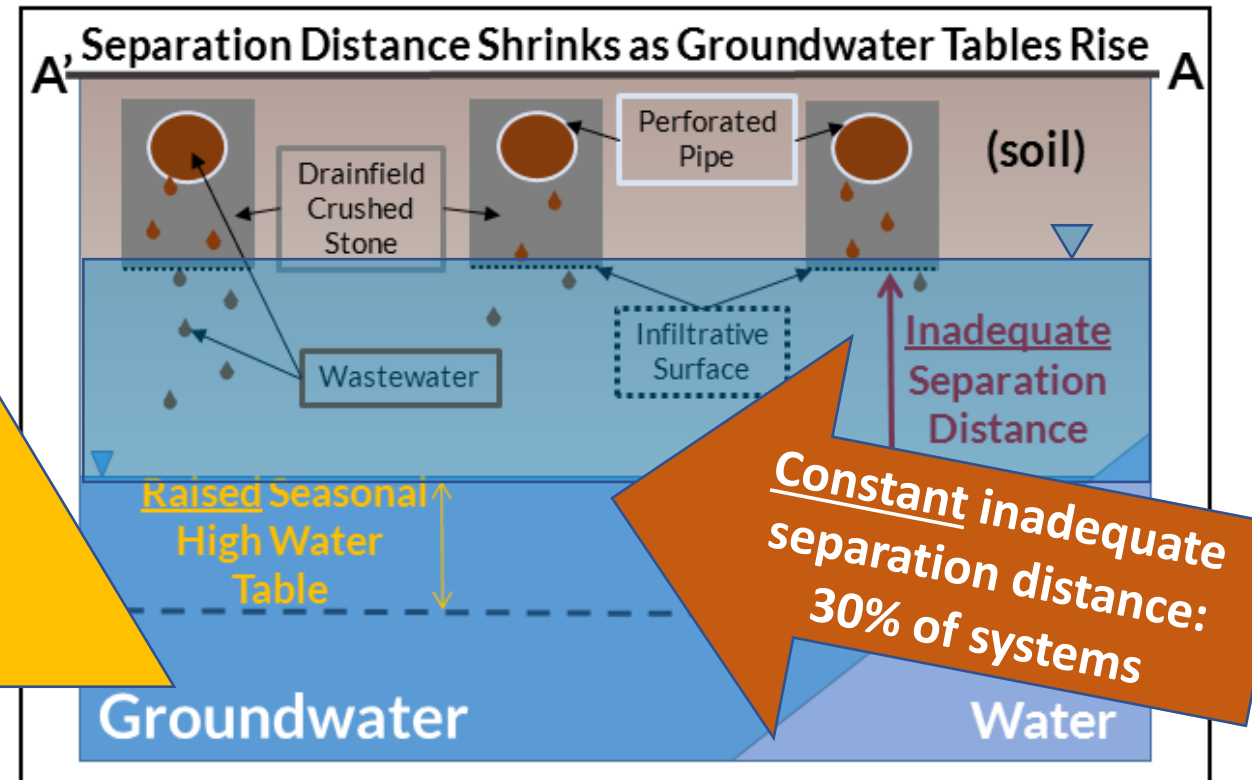 Separation Distance Shrinks as Groundwater Tables Rise
A’
A
Perforated
Pipe
(soil)
Drainfield
Crushed
Stone
Infiltrative
Surface
Inadequate
Separation
Distance
Wastewater
Raised Seasonal
High Water
Table
Constant inadequate
separation distance:
30% of systems
Groundwater
Water